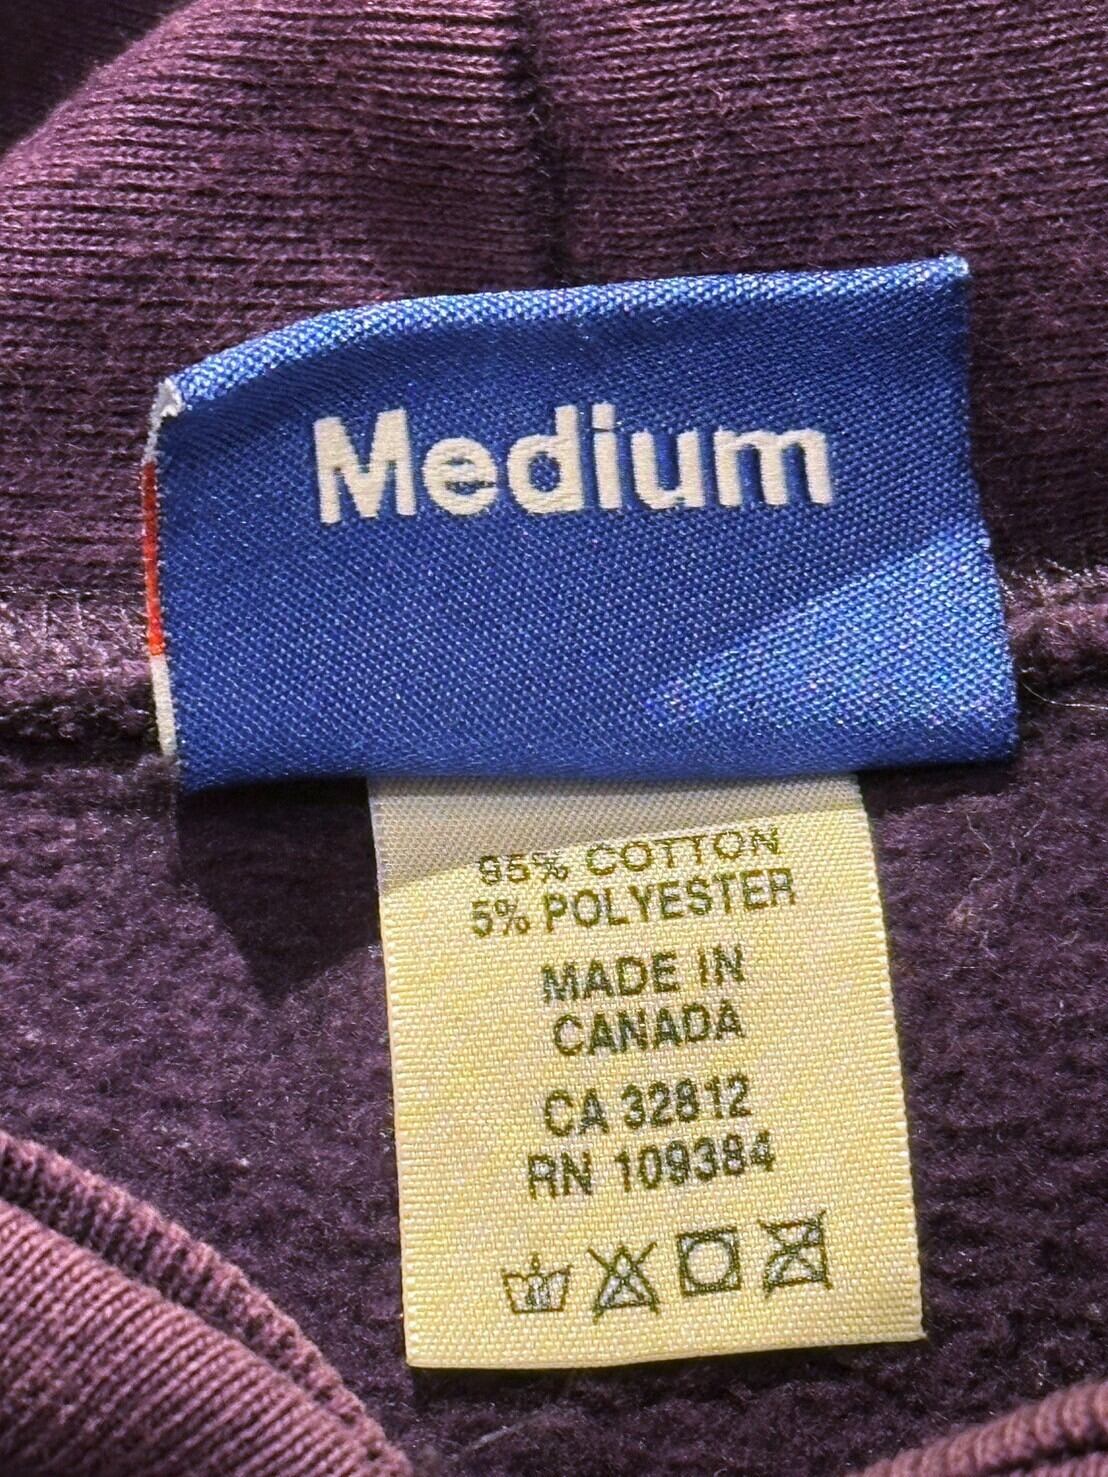 Medium
95% COTTON
5% POLYESTER
MADE IN
CANADA
CA 32812
RN 109384